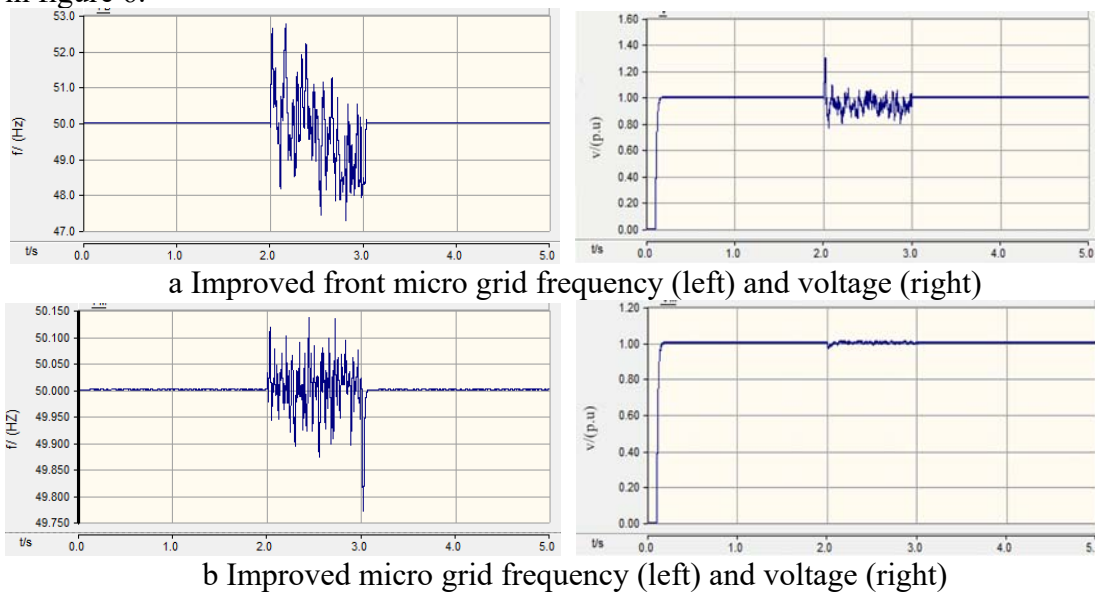 in figure 6.
53.0
52.0
51.0
50.0
49.0
48.0
47.0
f/ (Hz)
t/s 0.0 1.0 2.0 3.0 4.0 5.0
1.60
1.40
1.20
1.00
0.80
0.60
0.40
0.20
0.00
v/(p.u)
t/s 0.0 1.0 2.0 3.0 4.0 5.0
a Improved front micro grid frequency (left) and voltage (right)
50.150
50.100
50.050
50.000
49.950
49.900
49.850
49.800
49.750
f/ (HZ)
t/s 0.0 1.0 2.0 3.0 4.0 5.0
1.20
1.00
0.80
0.60
0.40
0.20
0.00
v/(p.u)
t/s 0.0 1.0 2.0 3.0 4.0 5.
b Improved micro grid frequency (left) and voltage (right)